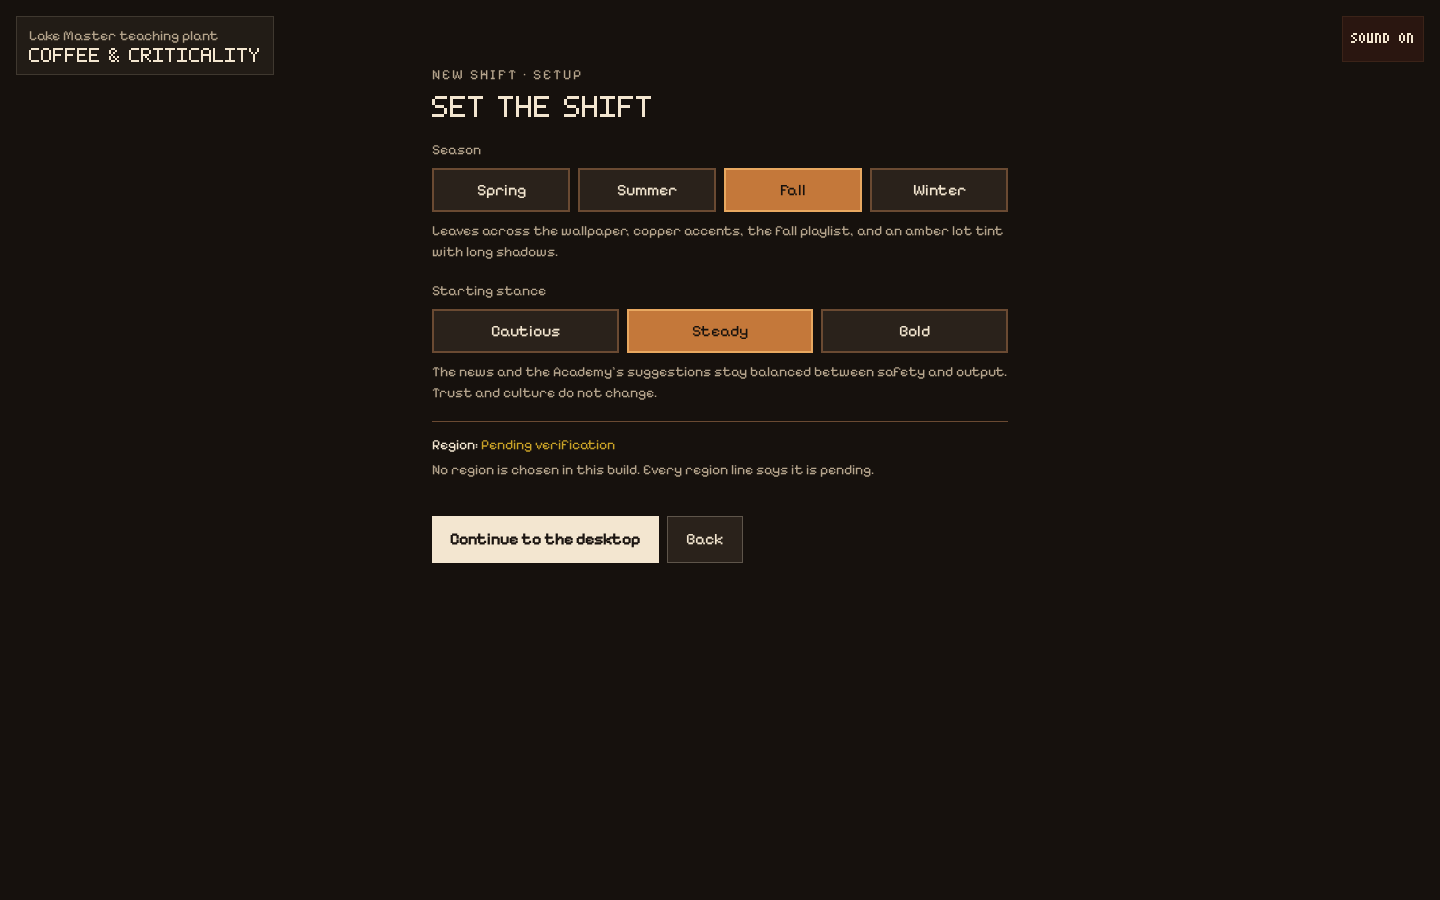 Lake Master teaching plant
COFFEE & CRITICALITY
SOUND ON
NEW SHIFT · SETUP
SET THE SHIFT
Season
Spring
Summer
Fall
Winter
Leaves across the wallpaper, copper accents, the fall playlist, and an amber lot tint
with long shadows.
Starting stance
Cautious
Steady
Bold
The news and the Academy's suggestions stay balanced between safety and output.
Trust and culture do not change.
Region: Pending verification
No region is chosen in this build. Every region line says it is pending.
Continue to the desktop
Back